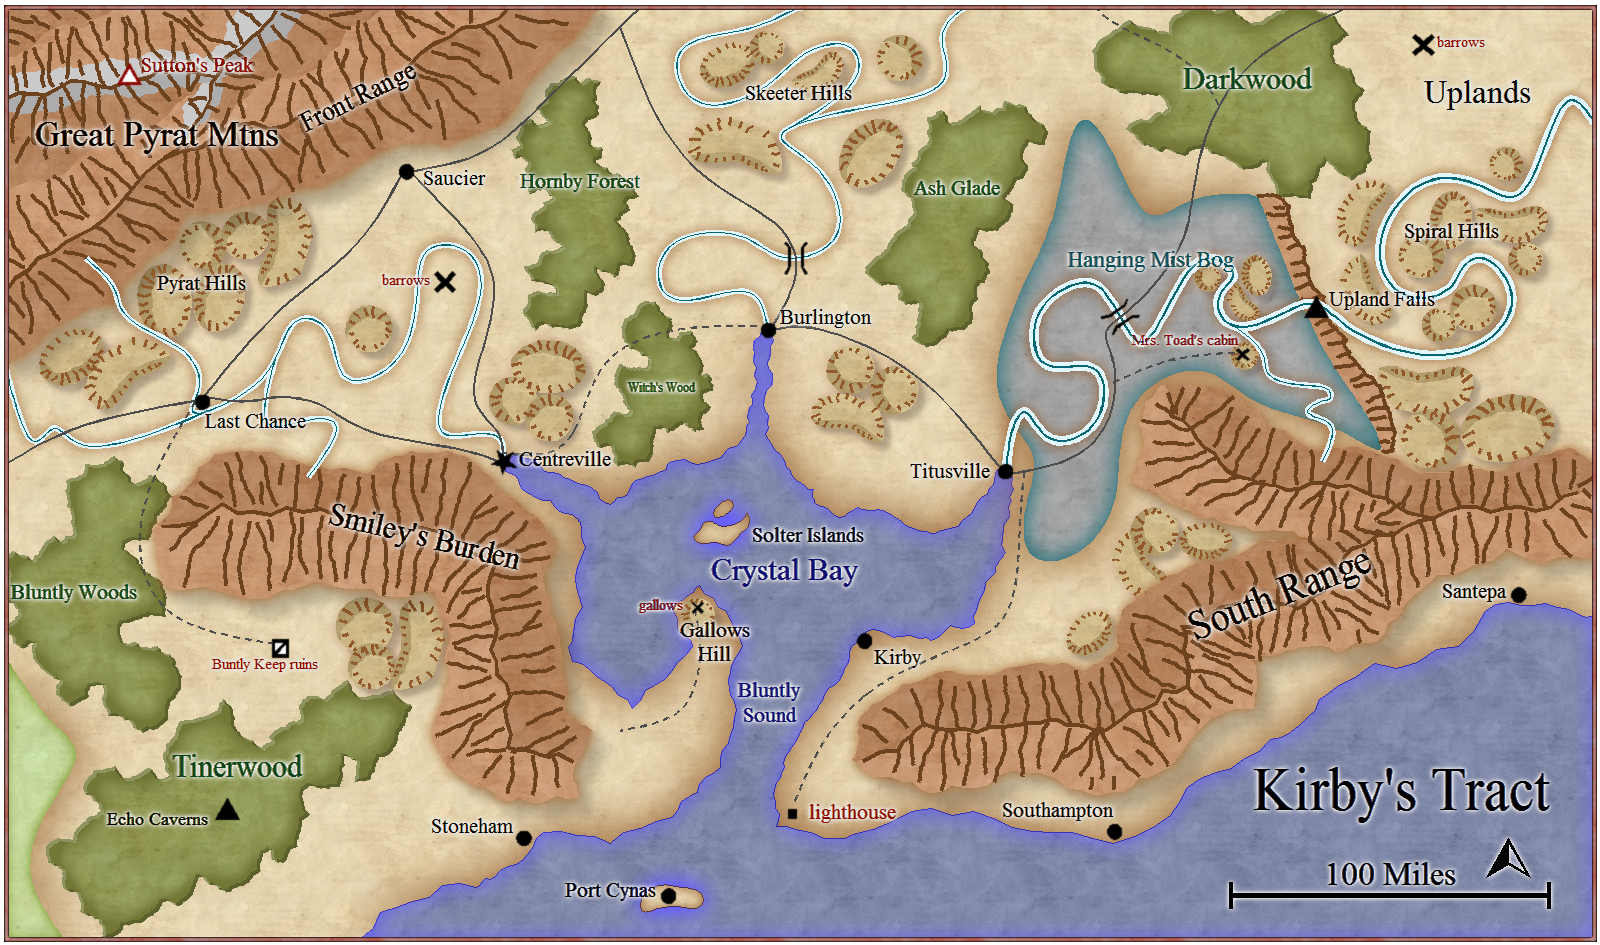 barrows
Sutton's Peak
Front Range
Darkwood
Uplands
Skeeter Hills
Great Pyrat Mtns
Saucier
Hornby Forest
Ash Glade
Spiral Hills
Hanging Mist Bog
barrows
Pyrat Hills
Upland Falls
Burlington
Mrs. Toad's cabin
Witch's Wood
Last Chance
Centreville
Titusville
Smiley's Burden
Solter Islands
Crystal Bay
South Range
Bluntly Woods
Santepa
gallows
Gallows
Hill
Kirby
Buntly Keep ruins
Bluntly
Sound
Tinerwood
Kirby's Tract
Echo Caverns
Stoneham
lighthouse
Southampton
100 Miles
Port Cynas